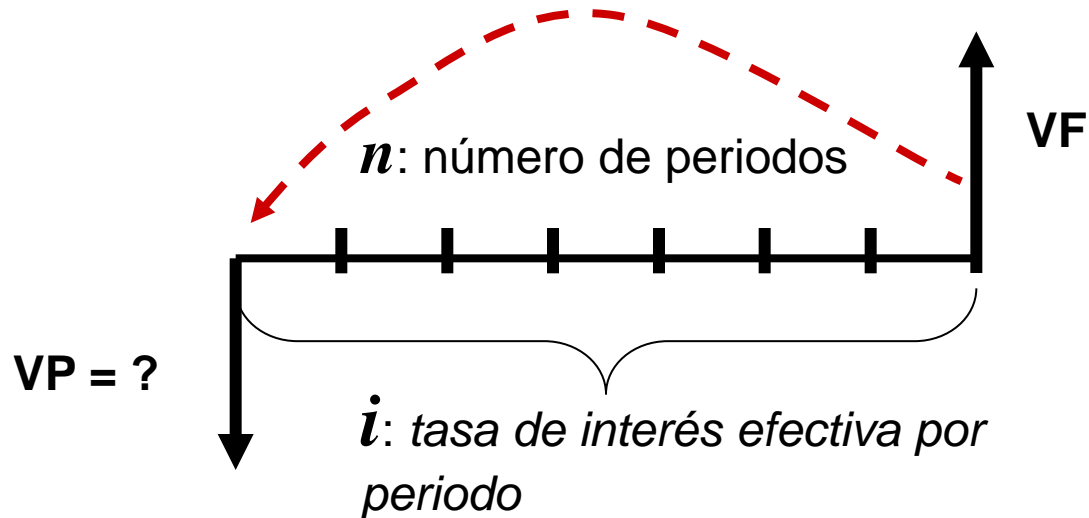 VF
n: número de periodos
VP = ?
i: tasa de interés efectiva por
periodo